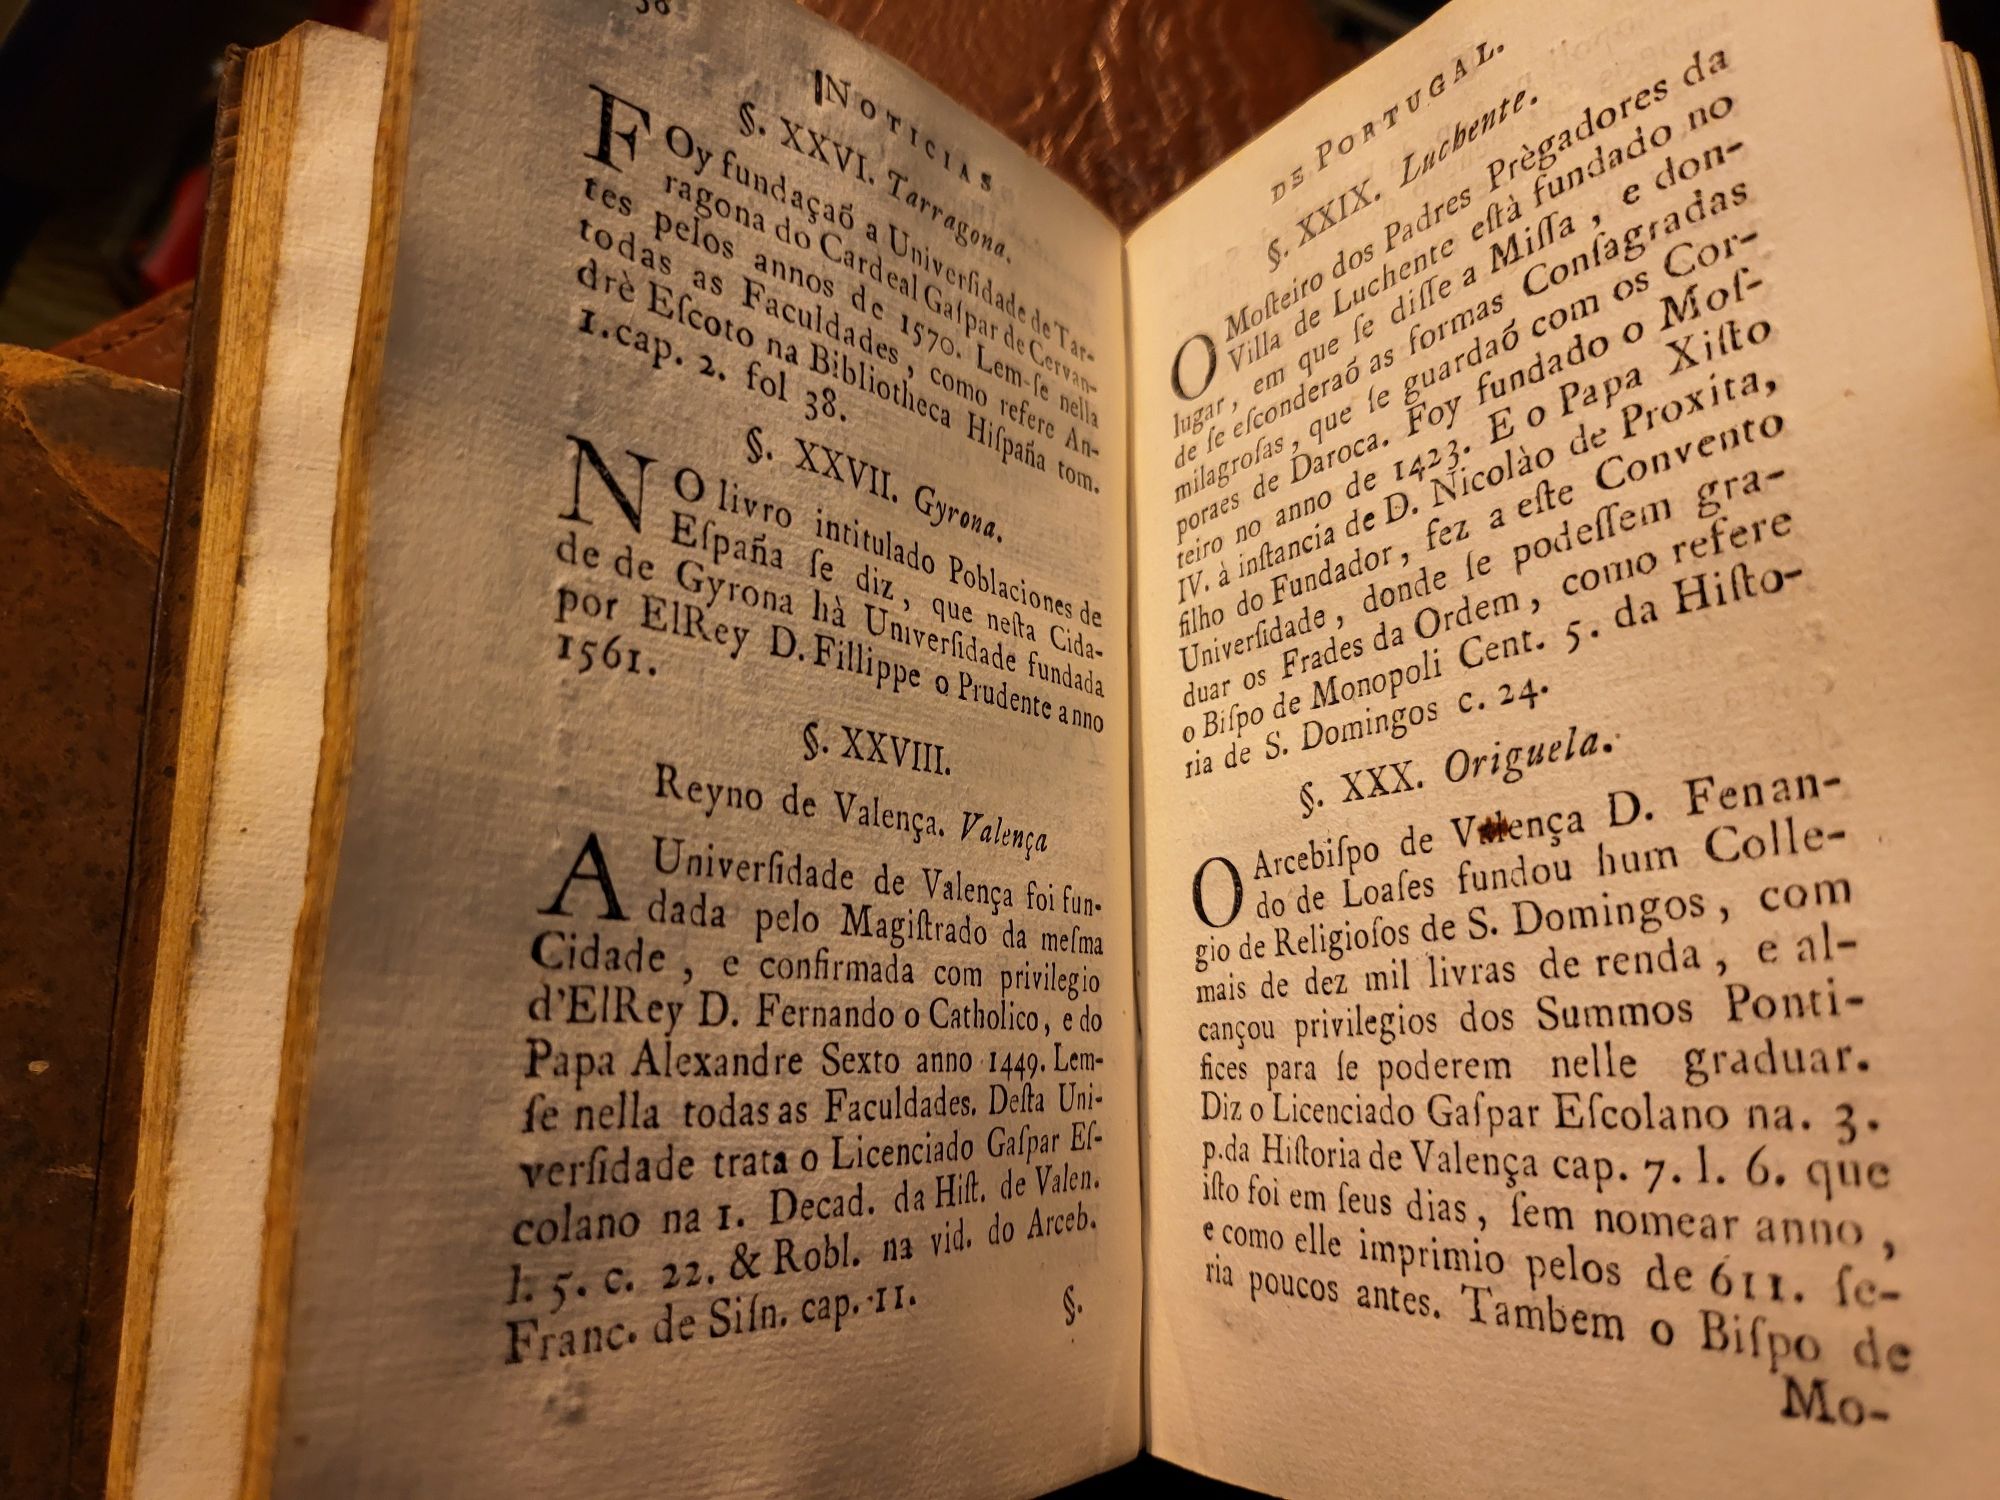 NOTICIAS
§. XXVI. Tarragona.
FOy fundaçaõ a Univerſidade de Tar-
ragona do Cardeal Gaſpar de Cervan-
tes pelos annos de 1570. Lem-ſe nella
todas as Faculdades, como refere An-
drè Eſcoto na Bibliotheca Hiſpaña tom.
1. cap. 2. fol 38.
§. XXVII. Gyrona.
NO livro intitulado Poblaciones de
Eſpaña ſe diz, que neſta Cida-
de de Gyrona hà Univerſidade fundada
por ElRey D. Fillippe o Prudente anno
1561.
§. XXVIII.
Reyno de Valença. Valença
A Univerſidade de Valença foi fun-
dada pelo Magiſtrado da meſma
Cidade, e confirmada com privilegio
d'ElRey D. Fernando o Catholico, e do
Papa Alexandre Sexto anno 1449. Lem-
ſe nella todas as Faculdades. Deſta Uni-
verſidade trata o Licenciado Gaſpar Eſ-
colano na 1. Decad. da Hiſt. de Valen.
l. 5. c. 22. & Robl. na vid. do Arceb.
Franc. de Siſn. cap. 11.
§.
DE PORTUGAL.
§. XXIX. Luchente.
O Moſteiro dos Padres Prègadores da
Villa de Luchente eſtà fundado no
lugar, em que ſe diſſe a Miſſa, e don-
de ſe eſconderaõ as formas Conſagradas
milagroſas, que ſe guardaõ com os Cor-
poraes de Daroca. Foy fundado o Moſ-
teiro no anno de 1423. E o Papa Xiſto
IV. à inſtancia de D. Nicolào de Proxita,
filho do Fundador, fez a eſte Convento
Univerſidade, donde ſe podeſſem gra-
duar os Frades da Ordem, como refere
o Biſpo de Monopoli Cent. 5. da Hiſto-
ria de S. Domingos c. 24.
§. XXX. Origuela.
O Arcebiſpo de Valença D. Fenan-
do de Loaſes fundou hum Colle-
gio de Religioſos de S. Domingos, com
mais de dez mil livras de renda, e al-
cançou privilegios dos Summos Ponti-
fices para ſe poderem nelle graduar.
Diz o Licenciado Gaſpar Eſcolano na. 3.
p. da Hiſtoria de Valença cap. 7. l. 6. que
iſto foi em ſeus dias, ſem nomear anno,
e como elle imprimio pelos de 611. ſe-
ria poucos antes. Tambem o Biſpo de
Mo-